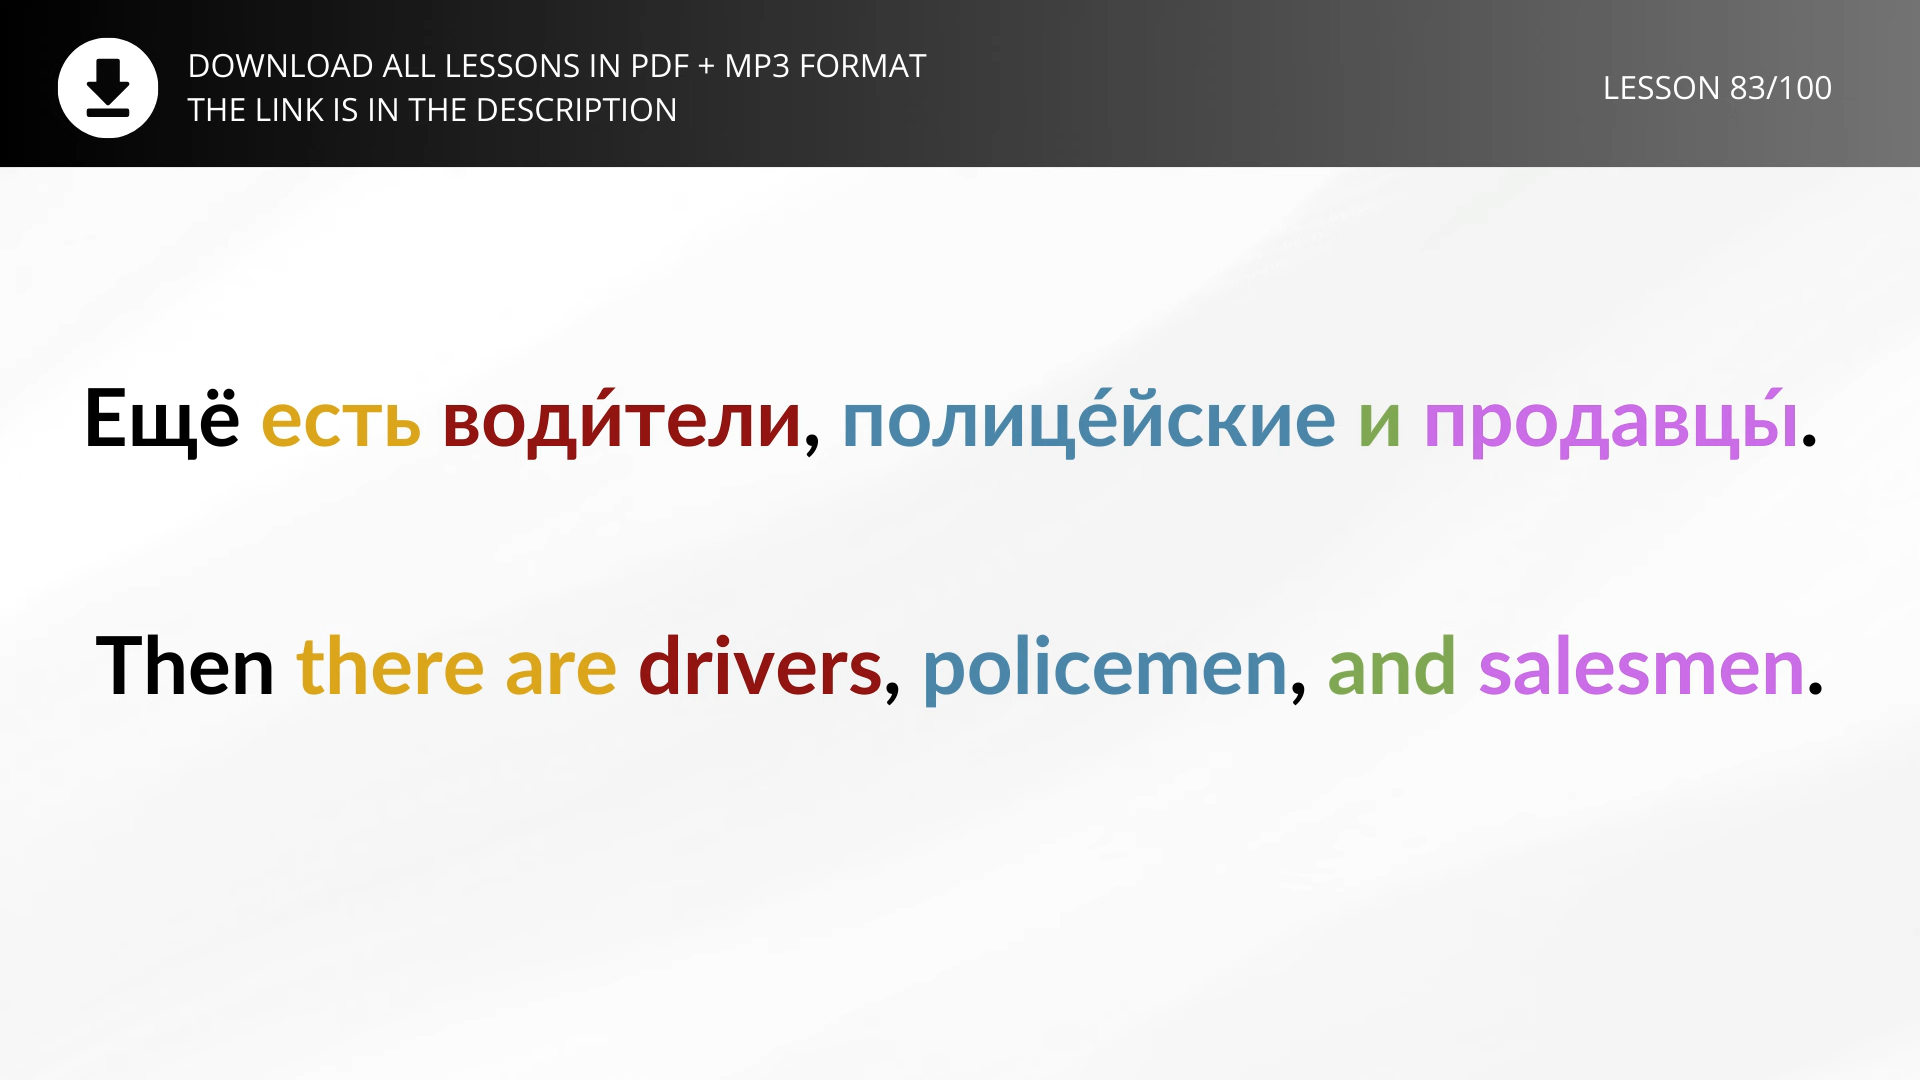 DOWNLOAD ALL LESSONS IN PDF + MP3 FORMAT
THE LINK IS IN THE DESCRIPTION
LESSON 83/100
Ещё есть води́тели, полице́йские и продавцы́.
Then there are drivers, policemen, and salesmen.